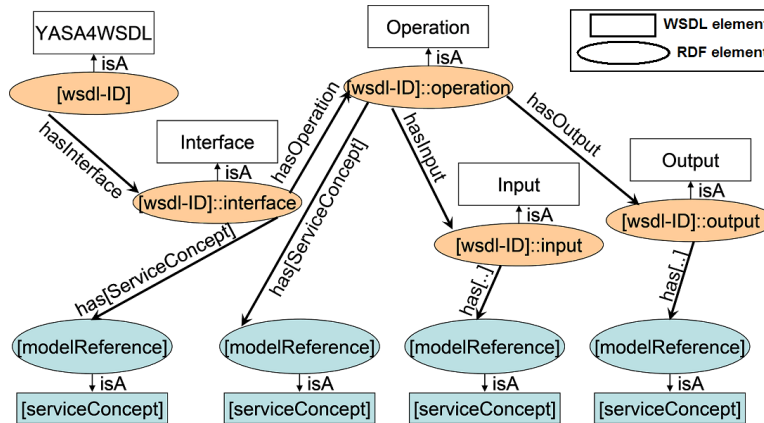 YASA4WSDL
isA
[wsdl-ID]
hasInterface
Interface
isA
[wsdl-ID]::interface
hasOperation
Operation
isA
[wsdl-ID]::operation
WSDL element
RDF element
has[ServiceConcept]
has[ServiceConcept]
hasInput
Input
isA
[wsdl-ID]::input
has[..]
hasOutput
Output
isA
[wsdl-ID]::output
has[..]
[modelReference]
[modelReference]
[modelReference]
[modelReference]
isA
isA
isA
isA
[serviceConcept]
[serviceConcept]
[serviceConcept]
[serviceConcept]